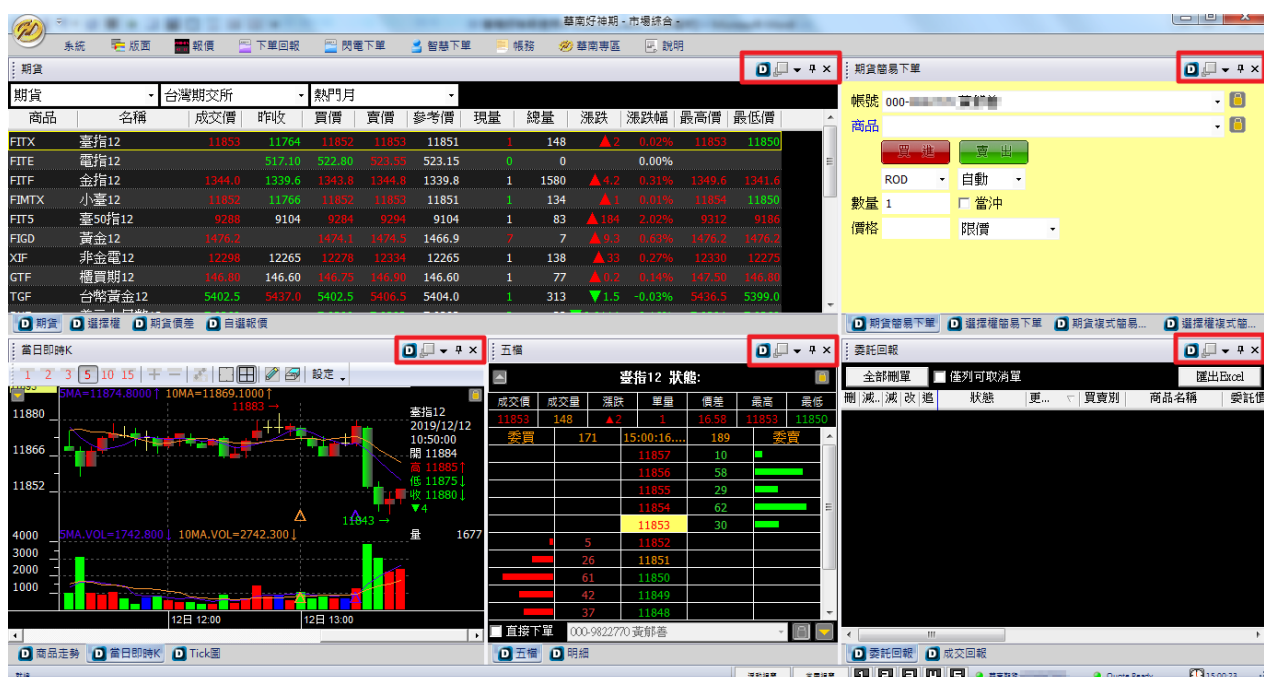 華南好神期 - 市場綜合 -
系統 版面 報價 下單回報 閃電下單 智慧下單 帳務 華南專區 說明
期貨
期貨 台灣期交所 熱門月
商品 名稱 成交價 昨收 買價 賣價 參考價 現量 總量 漲跌 漲跌幅 最高價 最低價
FITX 臺指12 11853 11764 11852 11853 11851 1 148 ▲2 0.02% 11853 11850
FITE 電指12 517.10 522.80 523.55 523.15 0 0 0.00%
FITF 金指12 1344.0 1339.6 1343.8 1344.8 1339.8 1 1580 ▲4.2 0.31% 1349.6 1341.6
FIMTX 小臺12 11852 11766 11852 11853 11851 1 134 ▲1 0.01% 11854 11850
FIT5 臺50指12 9288 9104 9284 9294 9104 1 83 ▲184 2.02% 9312 9186
FIGD 黃金12 1476.2 1474.1 1474.5 1466.9 7 7 ▲9.3 0.63% 1476.2 1476.2
XIF 非金電12 12298 12265 12278 12334 12265 1 138 ▲33 0.27% 12330 12275
GTF 櫃買期12 146.80 146.60 146.75 146.90 146.60 1 77 ▲0.2 0.14% 147.50 146.80
TGF 台幣黃金12 5402.5 5437.0 5402.5 5406.5 5404.0 1 313 ▼1.5 -0.03% 5436.5 5399.0
期貨 選擇權 期貨價差 自選報價
期貨簡易下單
帳號 000-
商品
買 進 賣 出
ROD 自動
數量 1 當沖
價格 限價
期貨簡易下單 選擇權簡易下單 期貨複式簡易... 選擇權複式簡...
當日即時K
1 2 3 5 10 15 設定
5MA=11874.8000↑ 10MA=11869.1000↑
11883 →
11880
11866
11852
11843 →
臺指12
2019/12/12
10:50:00
開 11884
高 11885↑
低 11875↓
收 11880↓
▼4
5MA.VOL=1742.800↓ 10MA.VOL=2742.300↓ 量 1677
4000
3000
2000
1000
12日 12:00 12日 13:00
商品走勢 當日即時K Tick圖
五檔
臺指12 狀態:
成交價 成交量 漲跌 單量 價差 最高 最低
11853 148 ▲2 1 16.58 11853 11850
委買 171 15:00:16.... 189 委賣
11857 10
11856 58
11855 29
11854 62
11853 30
5 11852
26 11851
61 11850
42 11849
37 11848
直接下單 000-9822770 黃郁善
五檔 明細
委託回報
全部刪單 僅列可取消單 匯出Excel
刪 減.. 減 改 追 狀態 更... 買賣別 商品名稱 委託價
委託回報 成交回報
Quote Ready 15:00:23